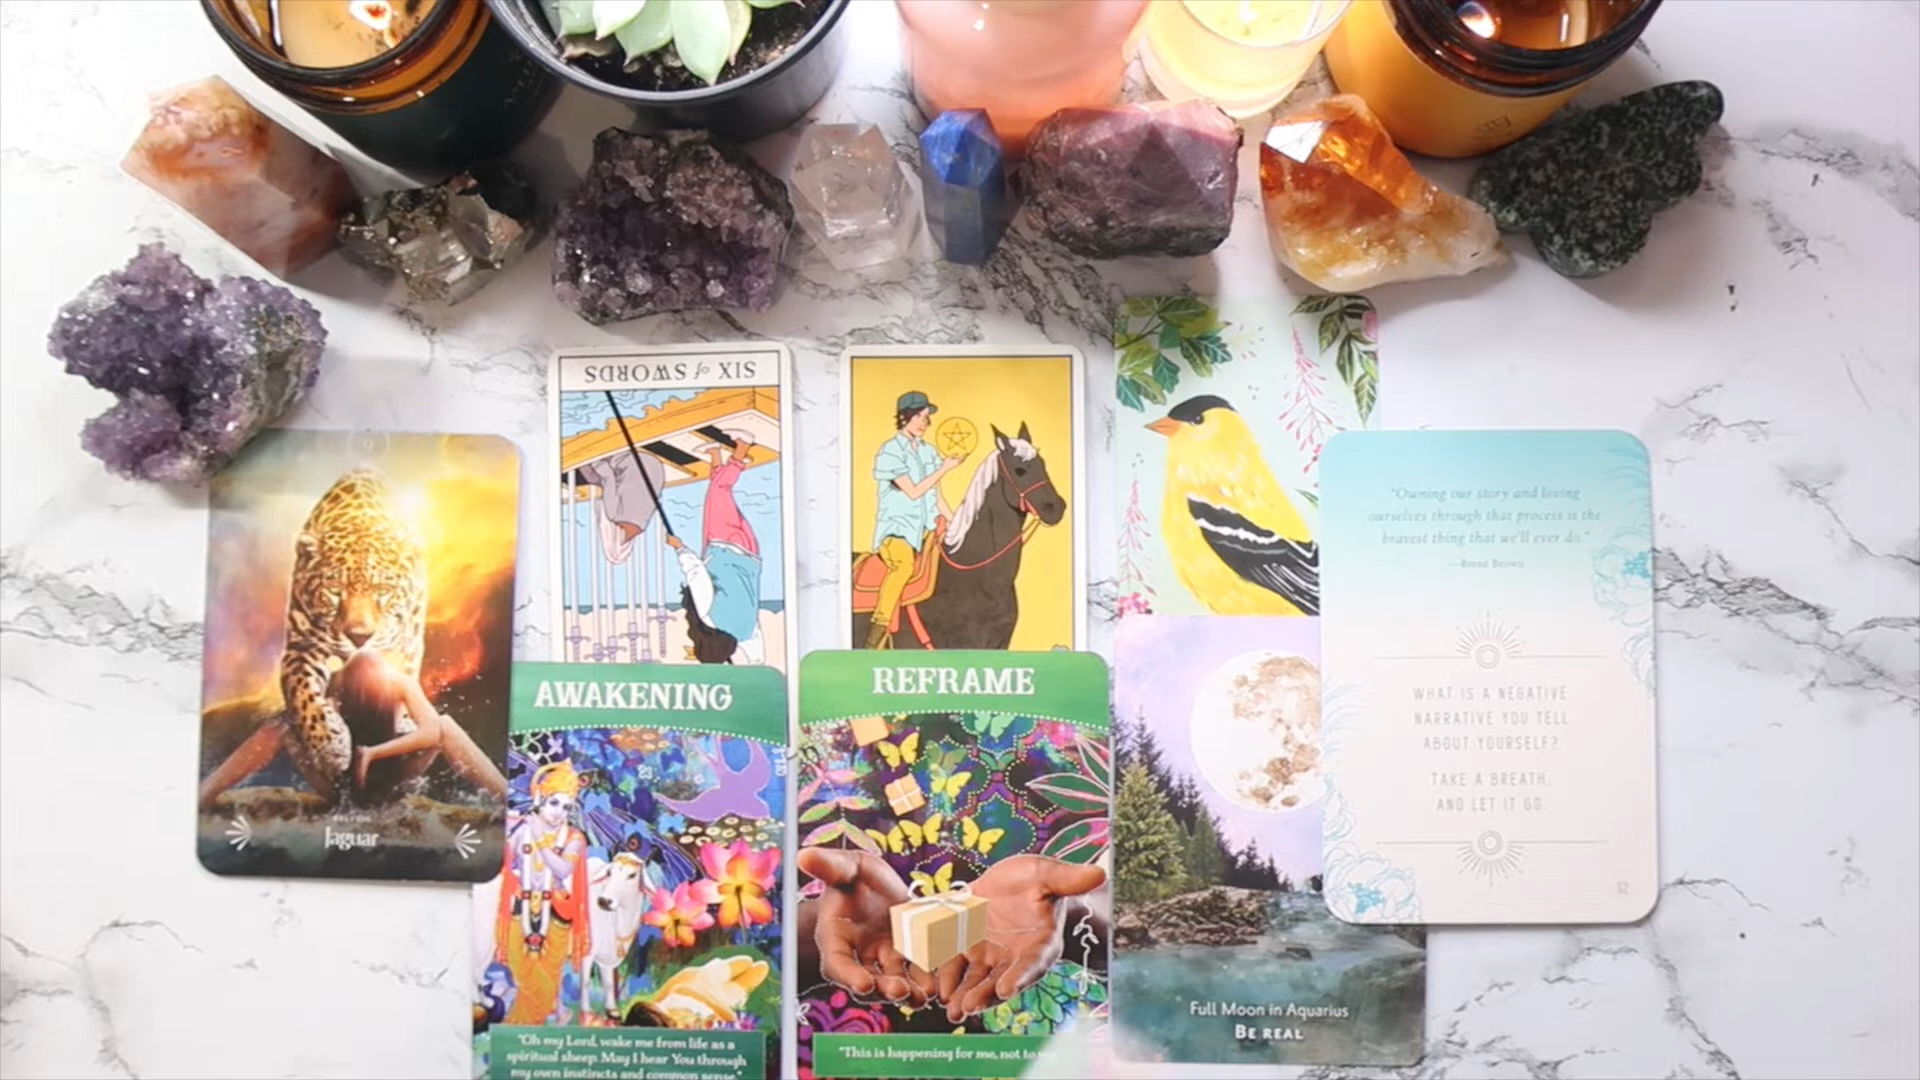 SIX of SWORDS
"Owning our story and loving
ourselves through that process is the
bravest thing that we'll ever do."
—Brené Brown
WHAT IS A NEGATIVE
NARRATIVE YOU TELL
ABOUT YOURSELF?
TAKE A BREATH.
AND LET IT GO.
Jaguar
AWAKENING
23
"Oh my Lord, wake me from life as a
spiritual sheep. May I hear You through
my own instincts and common sense."
REFRAME
"This is happening for me, not to
Full Moon in Aquarius
BE REAL